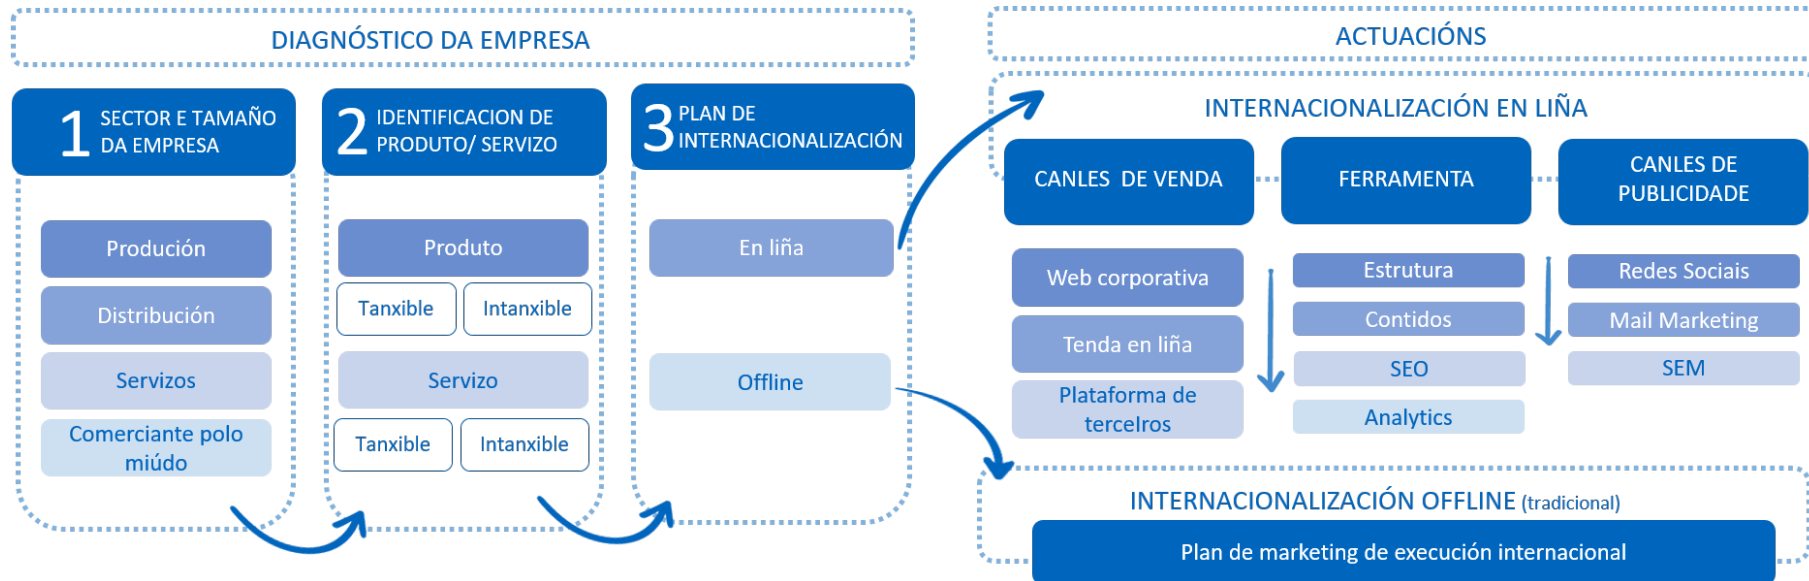 DIAGNÓSTICO DA EMPRESA
1 SECTOR E TAMAÑO
DA EMPRESA
Produción
Distribución
Servizos
Comerciante polo
miúdo
2 IDENTIFICACION DE
PRODUTO/ SERVIZO
Produto
Tanxible
Intanxible
Servizo
Tanxible
Intanxible
3 PLAN DE
INTERNACIONALIZACIÓN
En liña
Offline
ACTUACIÓNS
INTERNACIONALIZACIÓN EN LIÑA
CANLES DE VENDA
Web corporativa
Tenda en liña
Plataforma de
terceIros
FERRAMENTA
Estrutura
Contidos
SEO
Analytics
CANLES DE
PUBLICIDADE
Redes Sociais
Mail Marketing
SEM
INTERNACIONALIZACIÓN OFFLINE (tradicional)
Plan de marketing de execución internacional